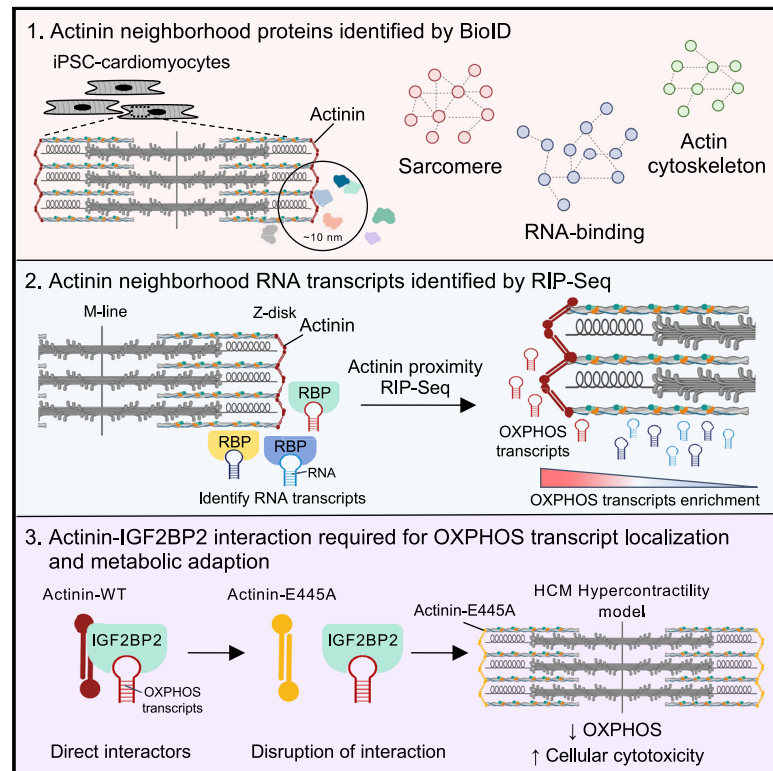 1. Actinin neighborhood proteins identified by BioID
iPSC-cardiomyocytes
Actinin
~10 nm
Sarcomere
RNA-binding
Actin
cytoskeleton
2. Actinin neighborhood RNA transcripts identified by RIP-Seq
M-line
Z-disk
Actinin
RBP
RBP
RBP
RNA
Identify RNA transcripts
Actinin proximity
RIP-Seq
OXPHOS
transcripts
OXPHOS transcripts enrichment
3. Actinin-IGF2BP2 interaction required for OXPHOS transcript localization
and metabolic adaption
Actinin-WT
IGF2BP2
OXPHOS
transcripts
Direct interactors
Actinin-E445A
IGF2BP2
Disruption of interaction
HCM Hypercontractility
model
Actinin-E445A
↓ OXPHOS
↑ Cellular cytotoxicity